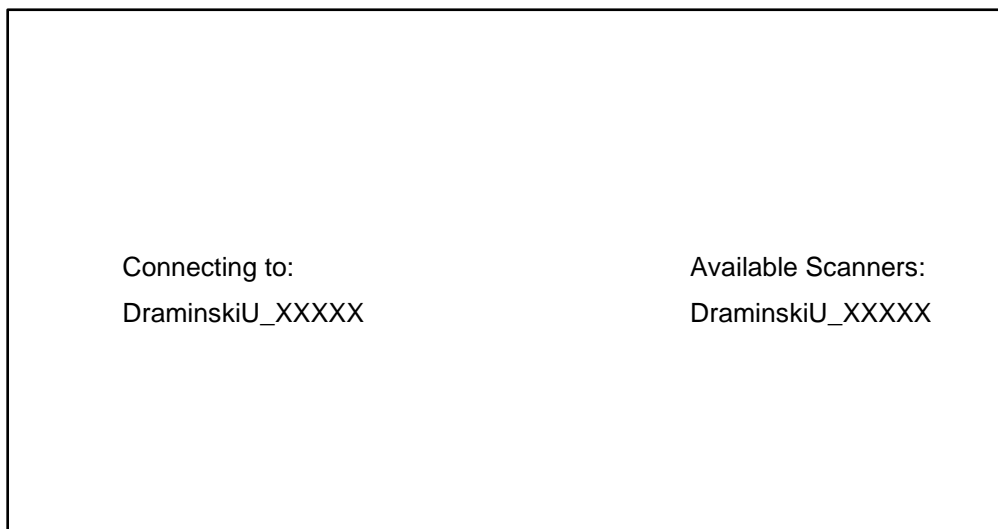 Connecting to:
DraminskiU_XXXXX
Available Scanners:
DraminskiU_XXXXX